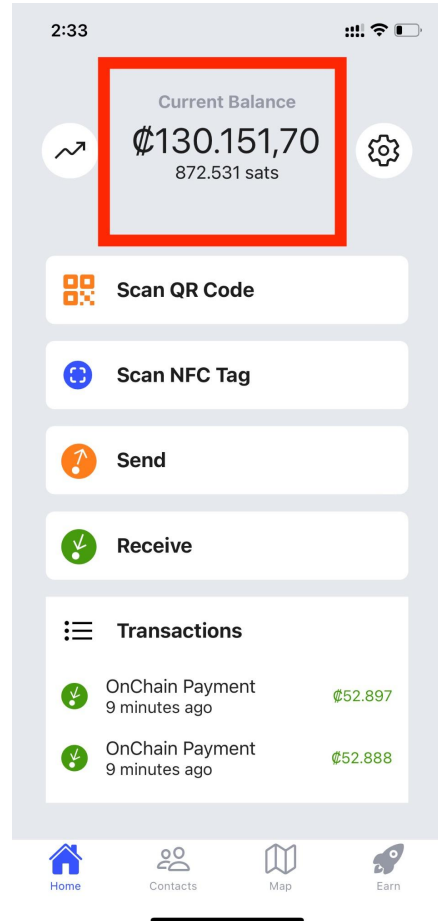 2:33
Current Balance
₡130.151,70
872.531 sats
Scan QR Code
Scan NFC Tag
Send
Receive
Transactions
OnChain Payment
₡52.897
9 minutes ago
OnChain Payment
₡52.888
9 minutes ago
Home
Contacts
Map
Earn